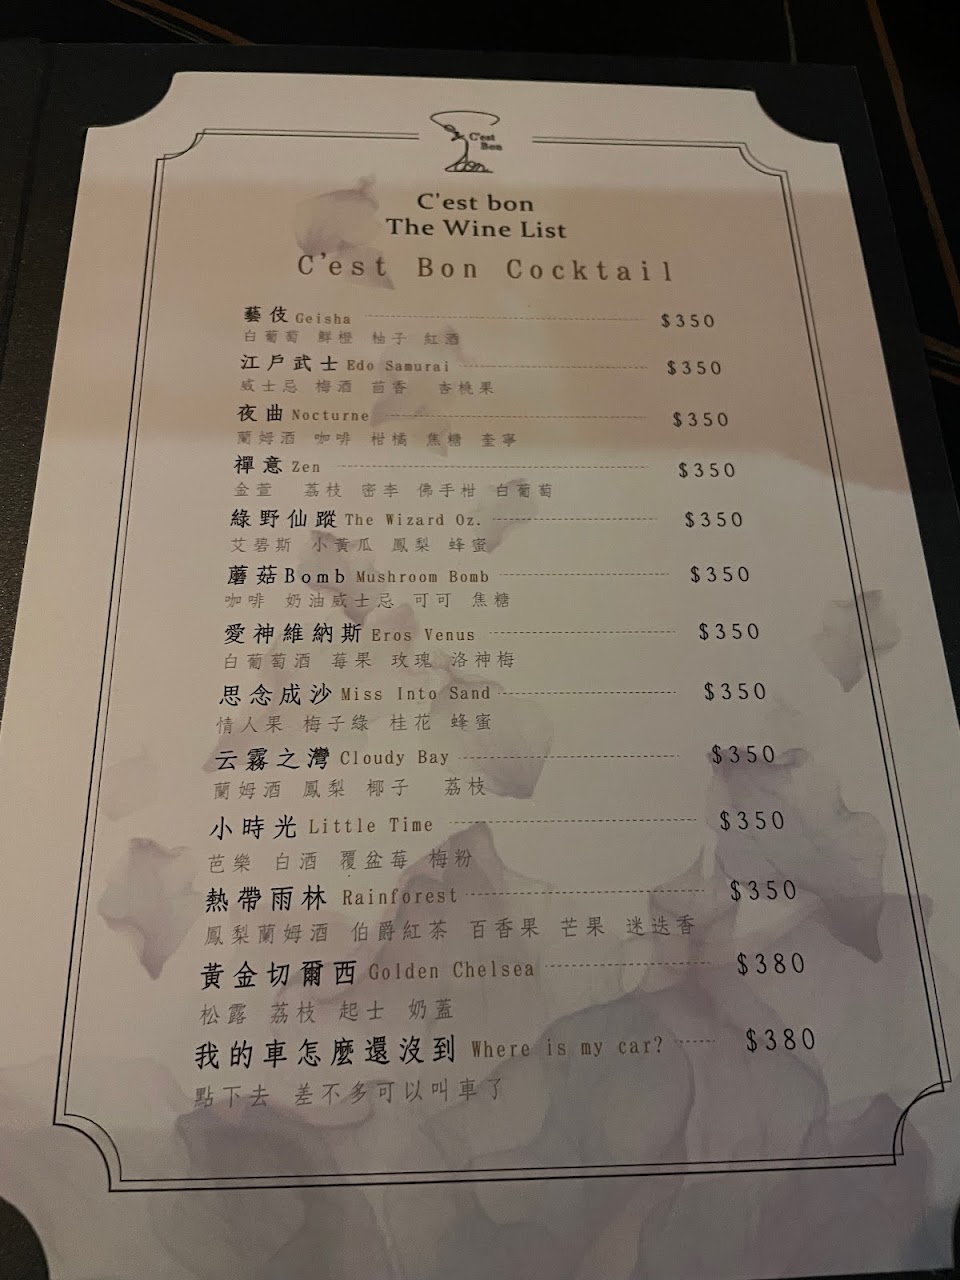 C'est
Bon
C'est bon
The Wine List
C'est Bon Cocktail
藝伎 Geisha $350
白葡萄 鮮橙 柚子 紅酒
江戶武士 Edo Samurai $350
威士忌 梅酒 茴香 杏桃果
夜曲 Nocturne $350
蘭姆酒 咖啡 柑橘 焦糖 奎寧
禪意 Zen $350
金萱 荔枝 密李 佛手柑 白葡萄
綠野仙蹤 The Wizard Oz. $350
艾碧斯 小黃瓜 鳳梨 蜂蜜
蘑菇Bomb Mushroom Bomb $350
咖啡 奶油威士忌 可可 焦糖
愛神維納斯 Eros Venus $350
白葡萄酒 莓果 玫瑰 洛神梅
思念成沙 Miss Into Sand $350
情人果 梅子綠 桂花 蜂蜜
云霧之灣 Cloudy Bay $350
蘭姆酒 鳳梨 椰子 荔枝
小時光 Little Time $350
芭樂 白酒 覆盆莓 梅粉
熱帶雨林 Rainforest $350
鳳梨蘭姆酒 伯爵紅茶 百香果 芒果 迷迭香
黃金切爾西 Golden Chelsea $380
松露 荔枝 起士 奶蓋
我的車怎麼還沒到 Where is my car? $380
點下去 差不多可以叫車了